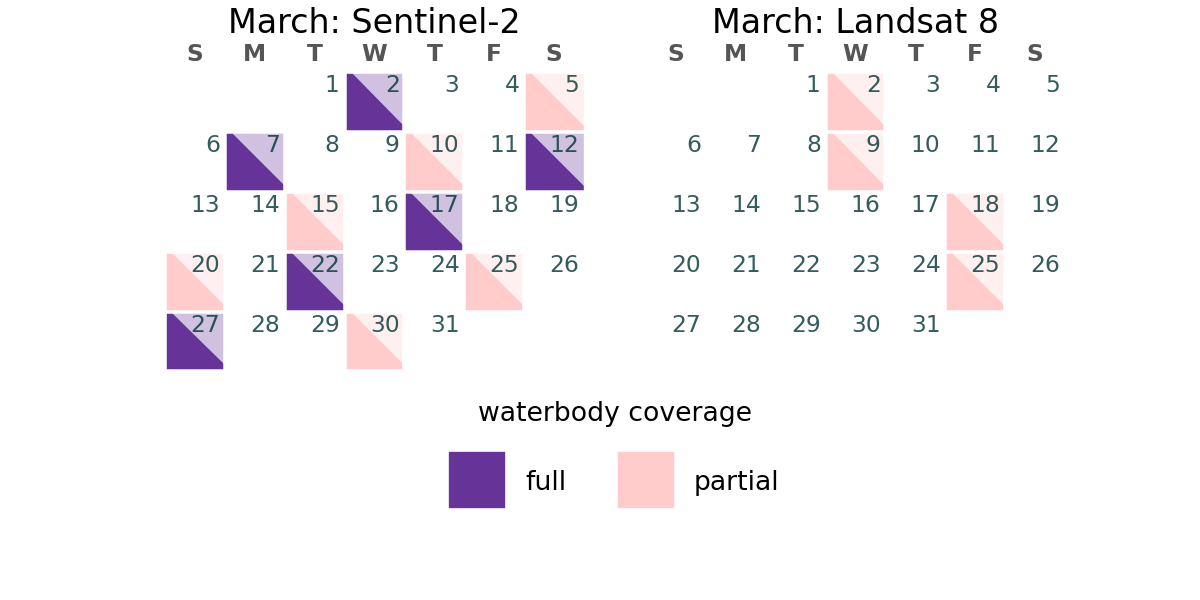 March: Sentinel-2
S M T W T F S
1 2 3 4 5
6 7 8 9 10 11 12
13 14 15 16 17 18 19
20 21 22 23 24 25 26
27 28 29 30 31
March: Landsat 8
S M T W T F S
1 2 3 4 5
6 7 8 9 10 11 12
13 14 15 16 17 18 19
20 21 22 23 24 25 26
27 28 29 30 31
waterbody coverage
full
partial